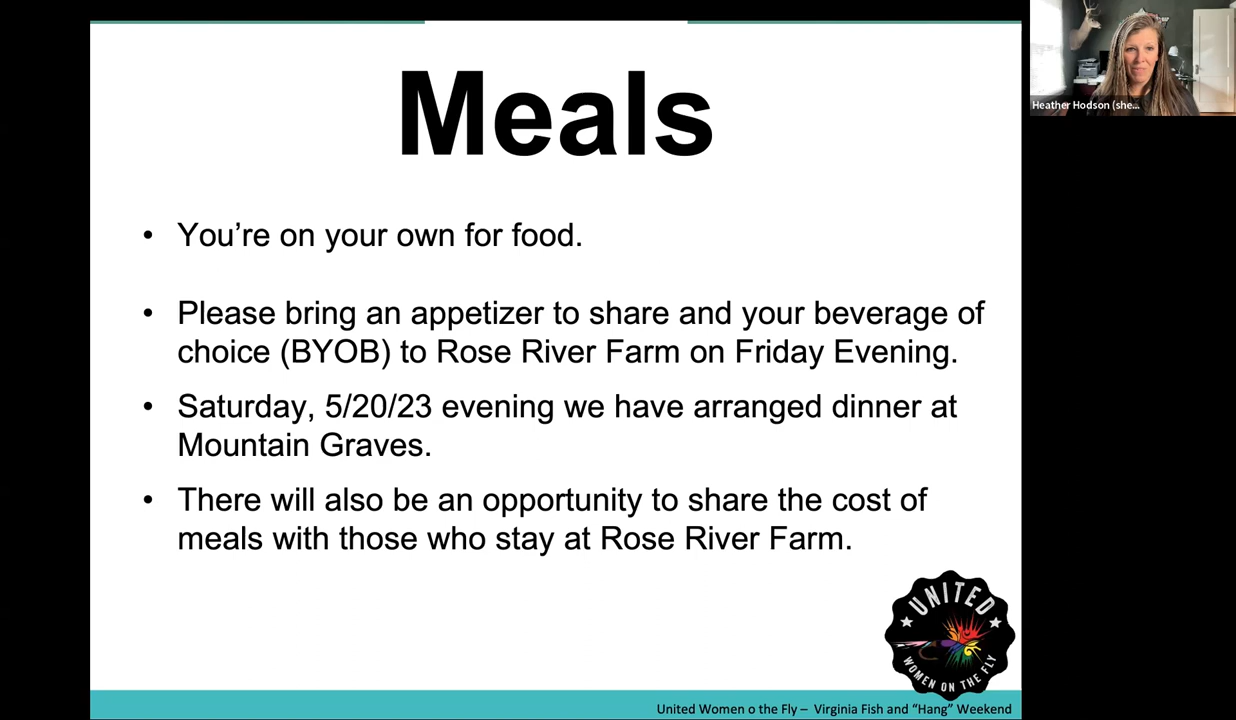 Meals
• You’re on your own for food.
• Please bring an appetizer to share and your beverage of
choice (BYOB) to Rose River Farm on Friday Evening.
• Saturday, 5/20/23 evening we have arranged dinner at
Mountain Graves.
• There will also be an opportunity to share the cost of
meals with those who stay at Rose River Farm.
UNITED
WOMEN ON THE FLY
United Women o the Fly – Virginia Fish and “Hang” Weekend
Heather Hodson (she...